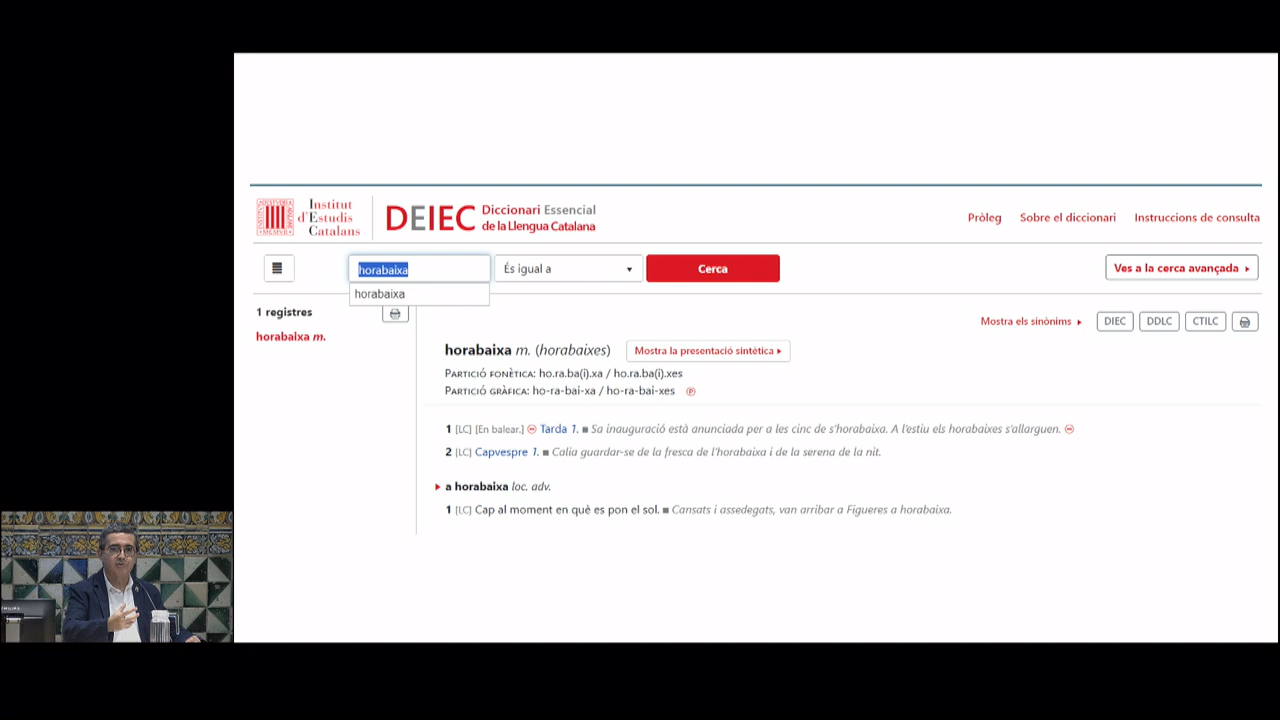 Institut
d'Estudis
Catalans
DEIEC Diccionari Essencial
de la Llengua Catalana
Pròleg Sobre el diccionari Instruccions de consulta
horabaixa És igual a Cerca Ves a la cerca avançada
horabaixa
1 registres
horabaixa m.
Mostra els sinònims DIEC DDLC CTILC
horabaixa m. (horabaixes) Mostra la presentació sintètica
Partició fonètica: ho.ra.ba(i).xa / ho.ra.ba(i).xes
Partició gràfica: ho-ra-bai-xa / ho-ra-bai-xes P
1 [LC] [En balear.] Tarda 1. ■ Sa inauguració està anunciada per a les cinc de s'horabaixa. A l'estiu els horabaixes s'allarguen.
2 [LC] Capvespre 1. ■ Calia guardar-se de la fresca de l'horabaixa i de la serena de la nit.
a horabaixa loc. adv.
1 [LC] Cap al moment en què es pon el sol. ■ Cansats i assedegats, van arribar a Figueres a horabaixa.